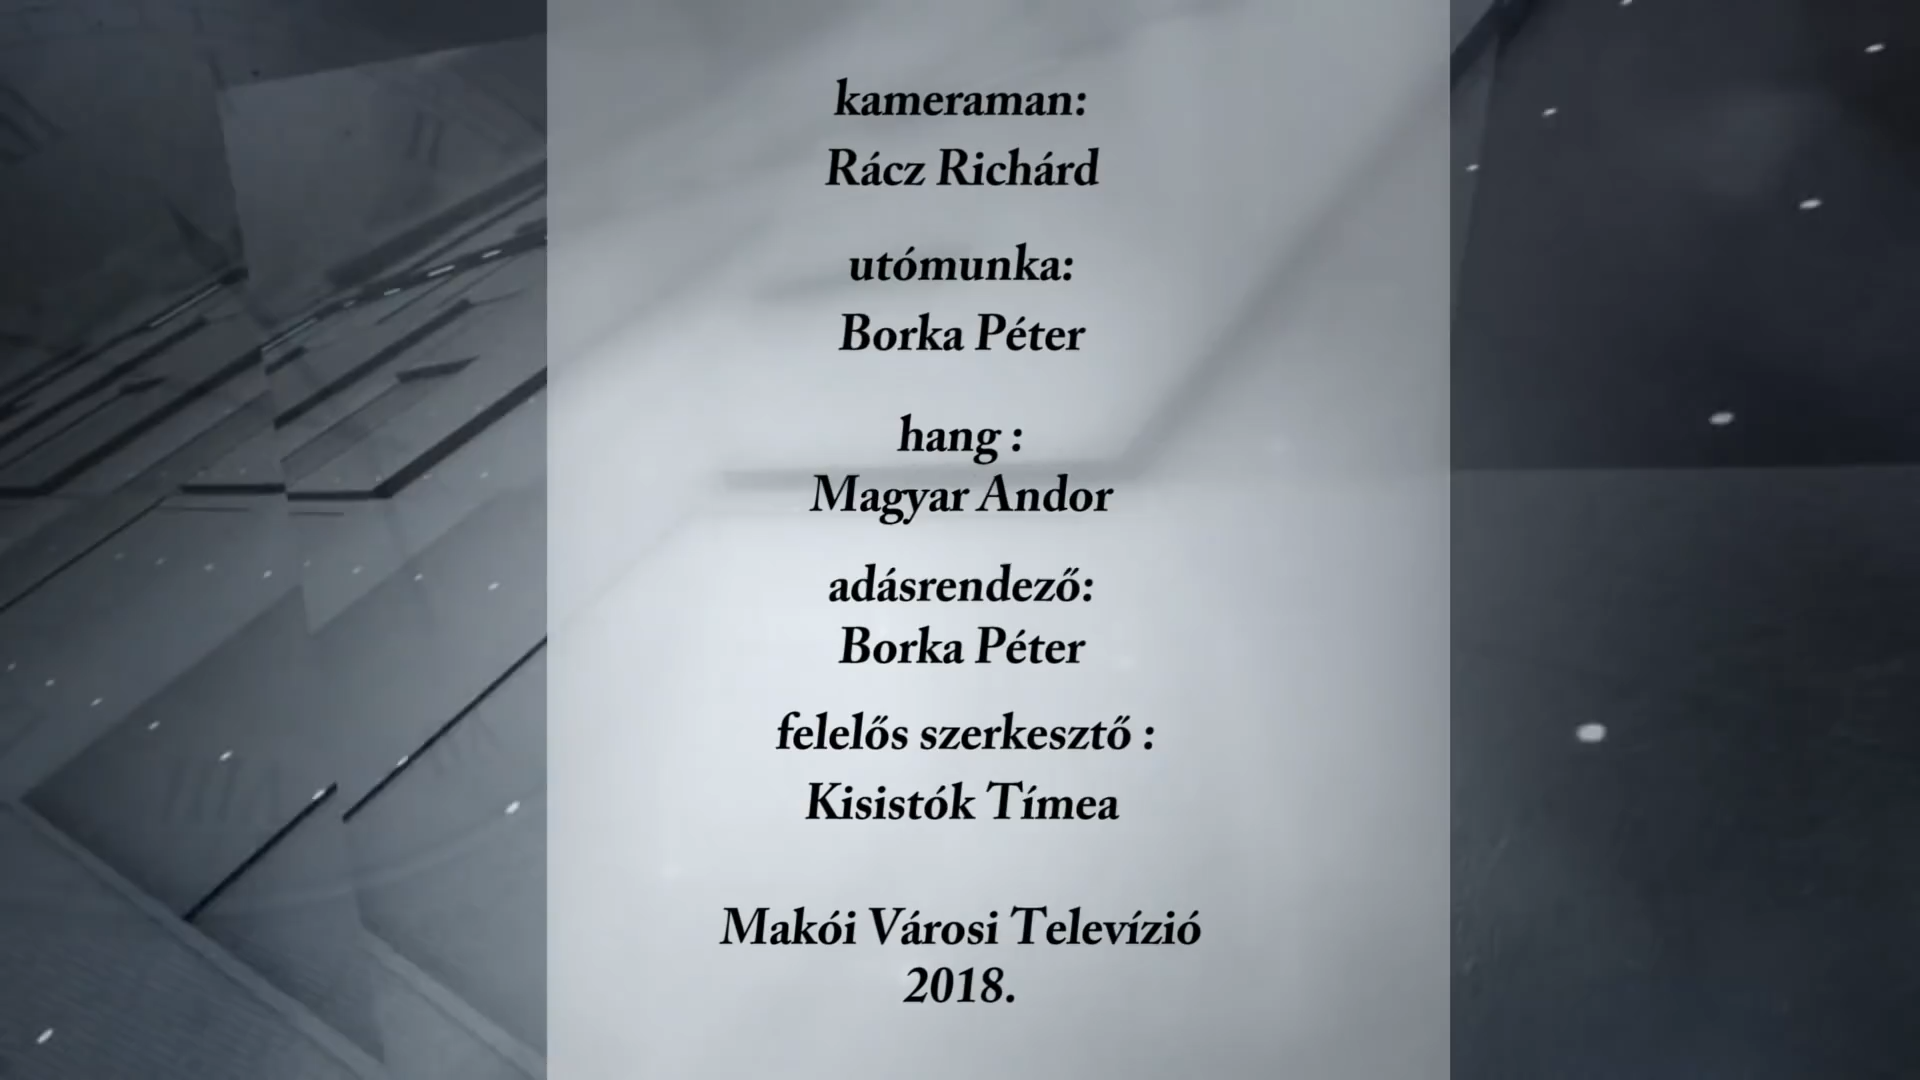 kameraman:
Rácz Richárd
utómunka:
Borka Péter
hang :
Magyar Andor
adásrendező:
Borka Péter
felelős szerkesztő :
Kisistók Tímea
Makói Városi Televízió
2018.